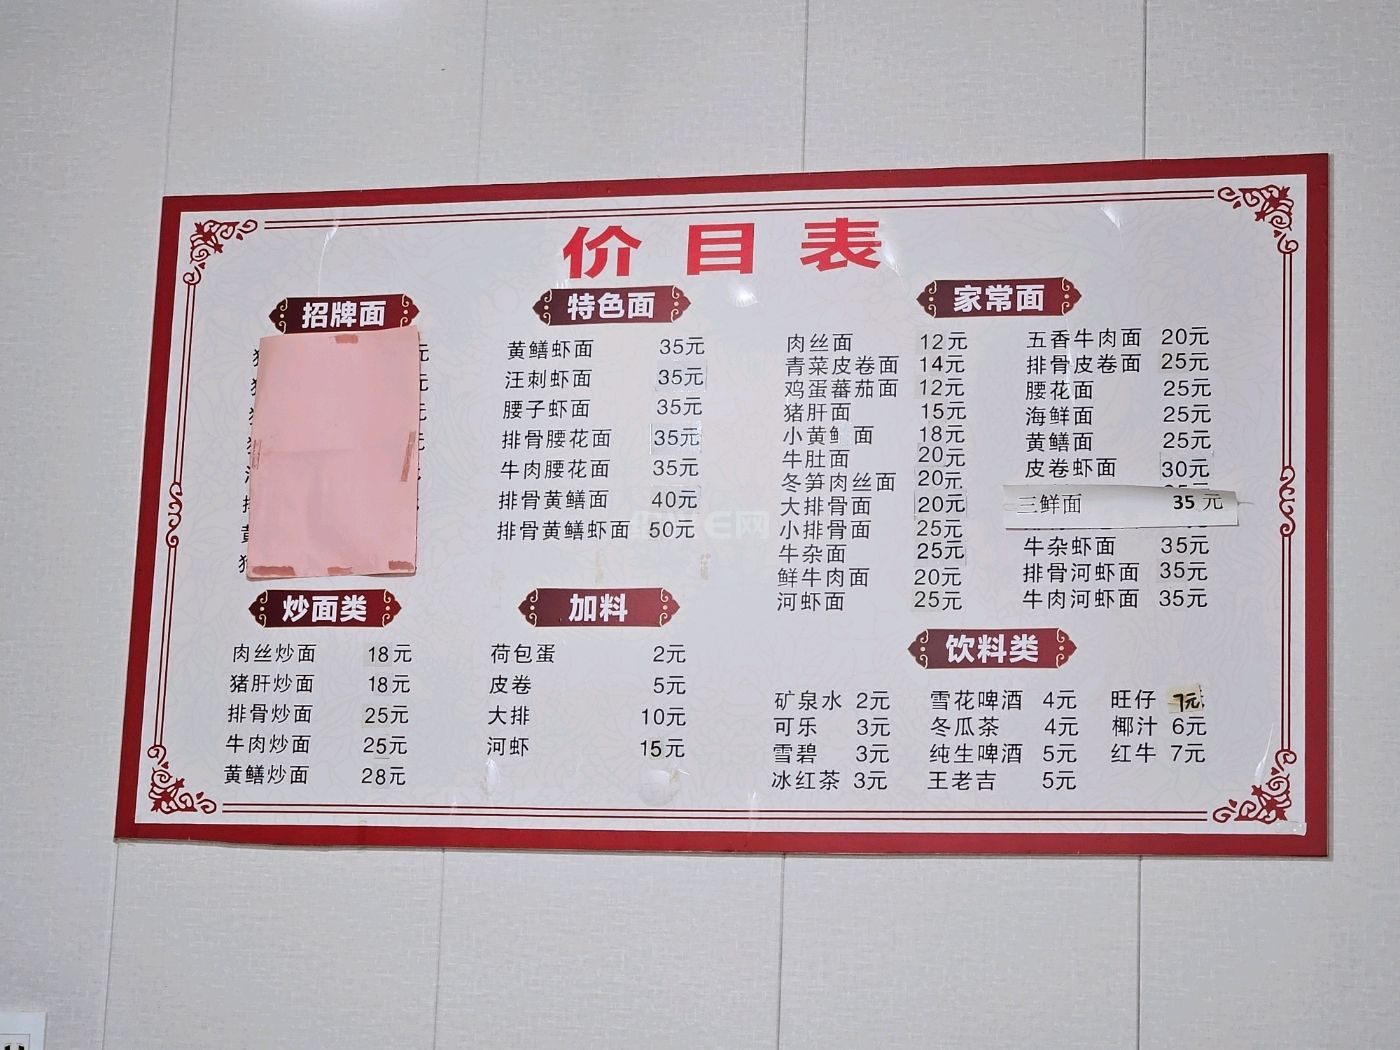 价目表
招牌面
特色面
黄鳝虾面 35元
汪刺虾面 35元
腰子虾面 35元
排骨腰花面 35元
牛肉腰花面 35元
排骨黄鳝面 40元
排骨黄鳝虾面 50元
家常面
肉丝面 12元
青菜皮卷面 14元
鸡蛋蕃茄面 12元
猪肝面 15元
小黄鱼面 18元
牛肚面 20元
冬笋肉丝面 20元
大排骨面 20元
小排骨面 25元
牛杂面 25元
鲜牛肉面 20元
河虾面 25元
五香牛肉面 20元
排骨皮卷面 25元
腰花面 25元
海鲜面 25元
黄鳝面 25元
皮卷虾面 30元
三鲜面 35元
牛杂虾面 35元
排骨河虾面 35元
牛肉河虾面 35元
炒面类
肉丝炒面 18元
猪肝炒面 18元
排骨炒面 25元
牛肉炒面 25元
黄鳝炒面 28元
加料
荷包蛋 2元
皮卷 5元
大排 10元
河虾 15元
饮料类
矿泉水 2元
可乐 3元
雪碧 3元
冰红茶 3元
雪花啤酒 4元
冬瓜茶 4元
纯生啤酒 5元
王老吉 5元
旺仔 7元
椰汁 6元
红牛 7元